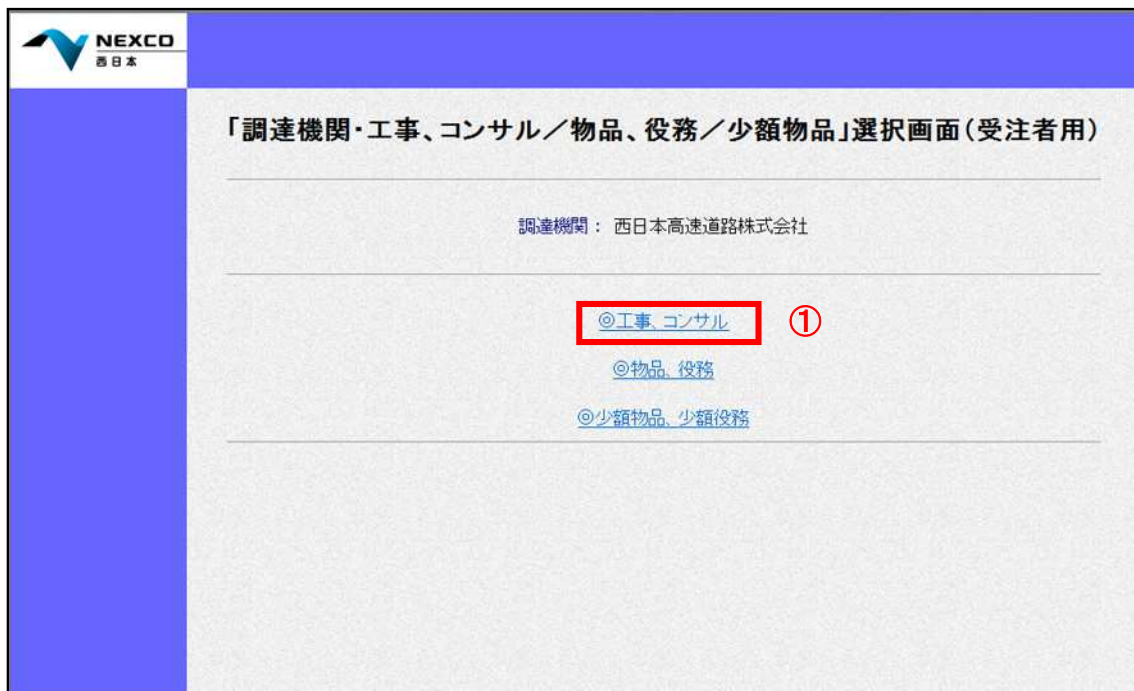 NEXCO
西日本
「調達機関・工事、コンサル／物品、役務／少額物品」選択画面（受注者用）
調達機関： 西日本高速道路株式会社
◎工事、コンサル ①
◎物品、役務
◎少額物品、少額役務